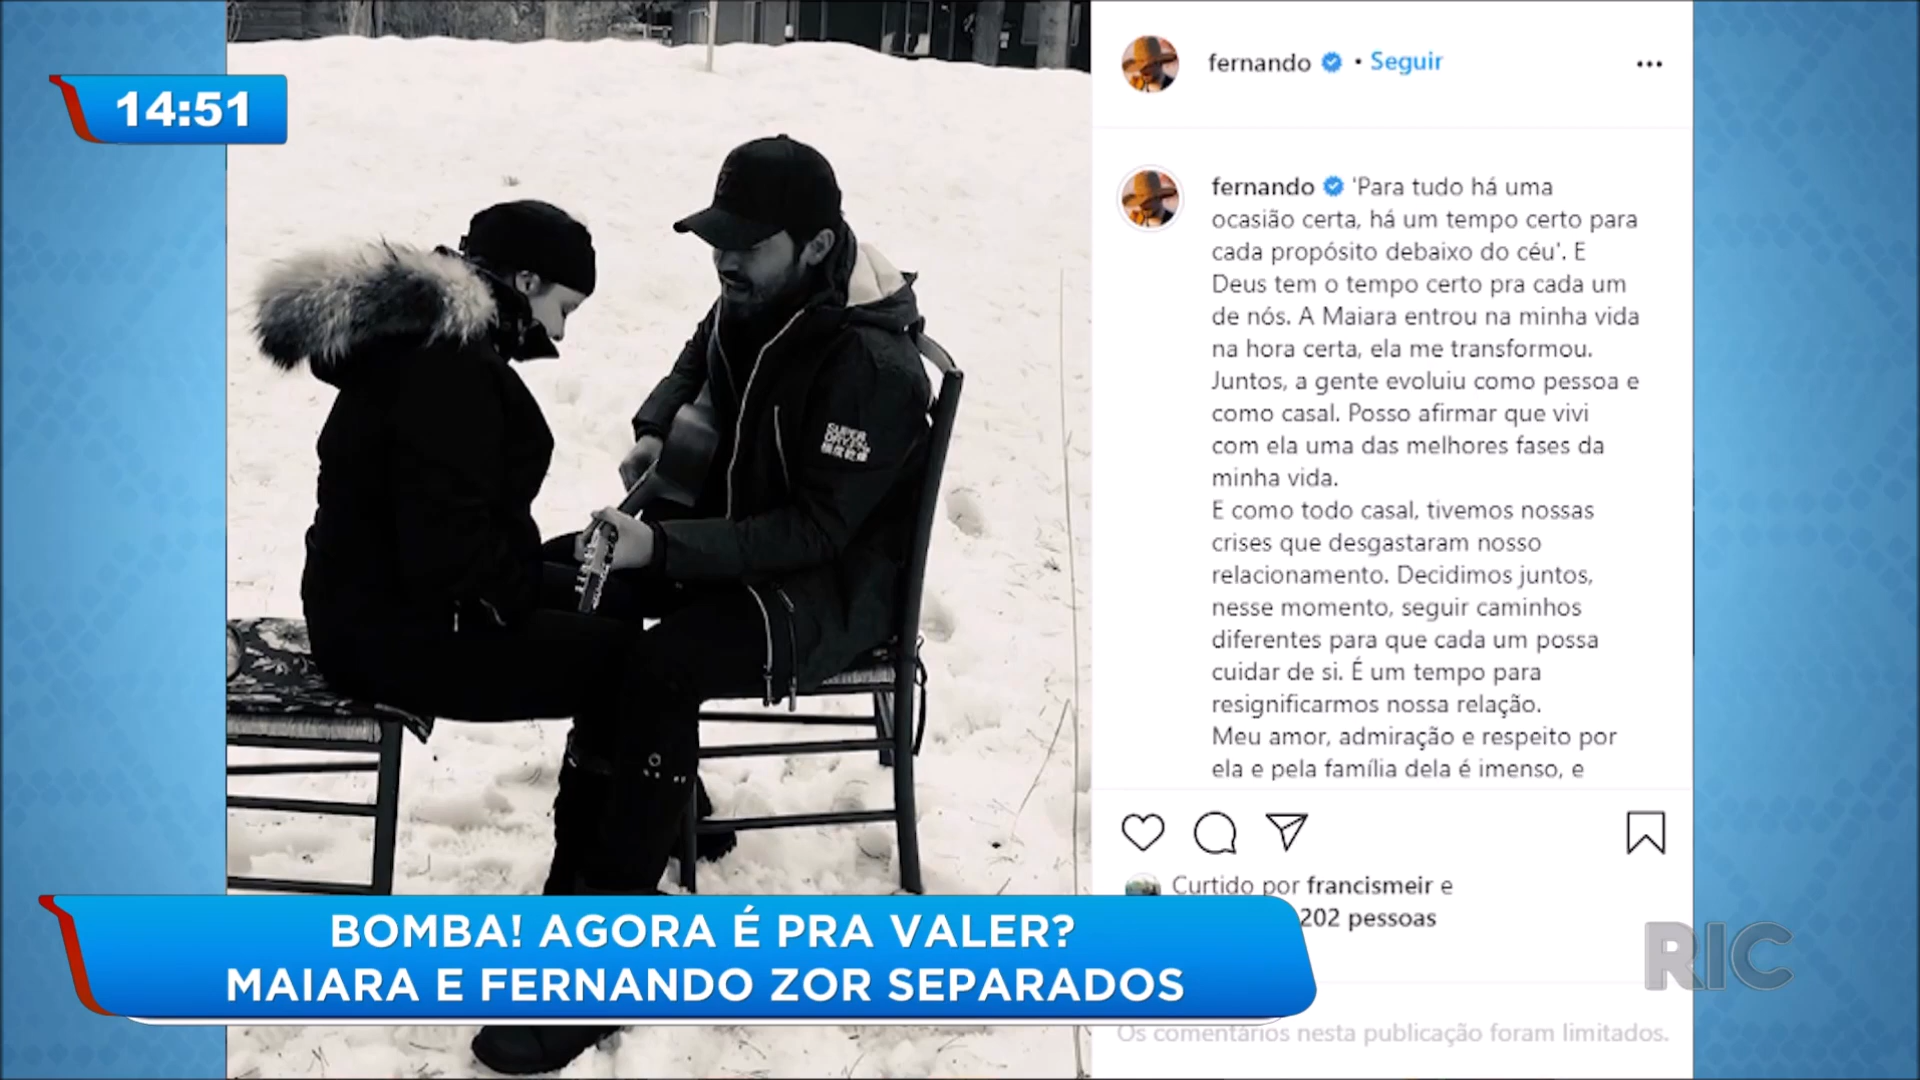 14:51
fernando • Seguir
fernando 'Para tudo há uma
ocasião certa, há um tempo certo para
cada propósito debaixo do céu'. E
Deus tem o tempo certo pra cada um
de nós. A Maiara entrou na minha vida
na hora certa, ela me transformou.
Juntos, a gente evoluiu como pessoa e
como casal. Posso afirmar que vivi
com ela uma das melhores fases da
minha vida.
E como todo casal, tivemos nossas
crises que desgastaram nosso
relacionamento. Decidimos juntos,
nesse momento, seguir caminhos
diferentes para que cada um possa
cuidar de si. É um tempo para
resignificarmos nossa relação.
Meu amor, admiração e respeito por
ela e pela família dela é imenso, e
Curtido por francismeir e
202 pessoas
BOMBA! AGORA É PRA VALER?
MAIARA E FERNANDO ZOR SEPARADOS
RIC
Os comentários nesta publicação foram limitados.